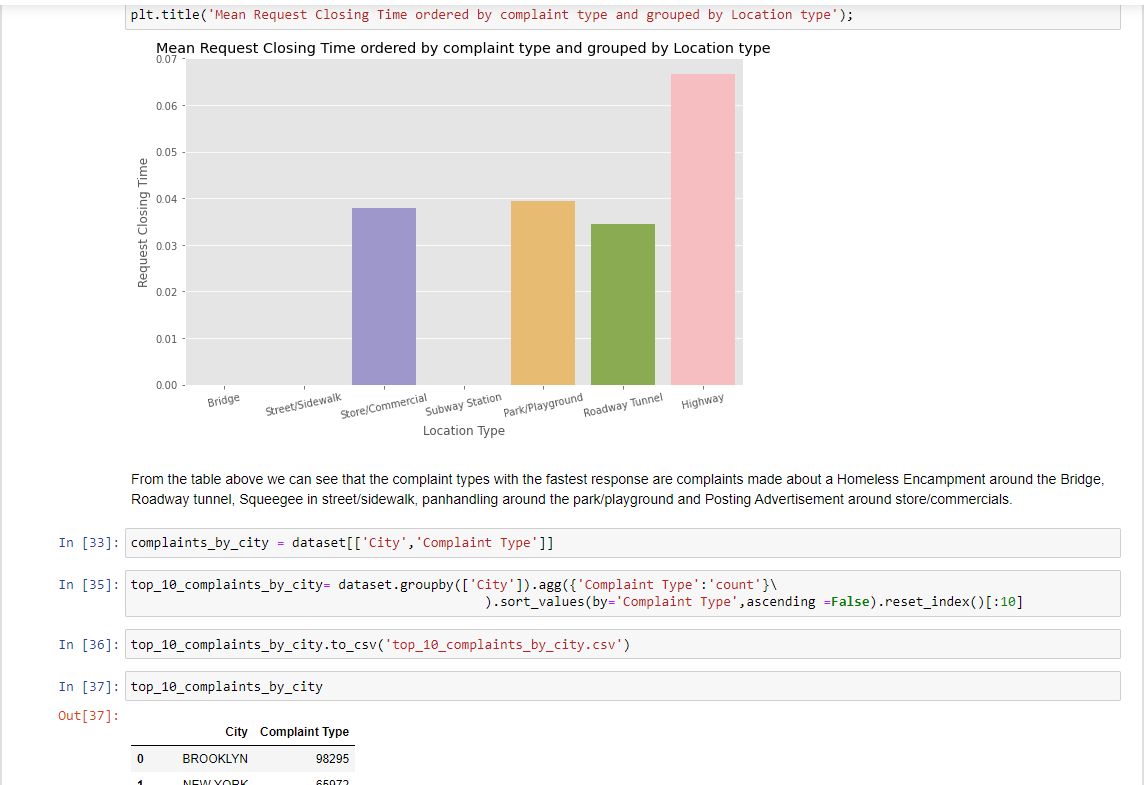 plt.title('Mean Request Closing Time ordered by complaint type and grouped by Location type');
Mean Request Closing Time ordered by complaint type and grouped by Location type
0.07
0.06
0.05
0.04
0.03
0.02
0.01
0.00
Request Closing Time
Bridge
Street/Sidewalk
Store/Commercial
Subway Station
Park/Playground
Roadway Tunnel
Highway
Location Type
From the table above we can see that the complaint types with the fastest response are complaints made about a Homeless Encampment around the Bridge,
Roadway tunnel, Squeegee in street/sidewalk, panhandling around the park/playground and Posting Advertisement around store/commercials.
In [33]: complaints_by_city = dataset[['City','Complaint Type']]
In [35]: top_10_complaints_by_city= dataset.groupby(['City']).agg({'Complaint Type':'count'}\
).sort_values(by='Complaint Type',ascending =False).reset_index()[:10]
In [36]: top_10_complaints_by_city.to_csv('top_10_complaints_by_city.csv')
In [37]: top_10_complaints_by_city
Out[37]:
City Complaint Type
0 BROOKLYN 98295
1 NEW YORK 65972